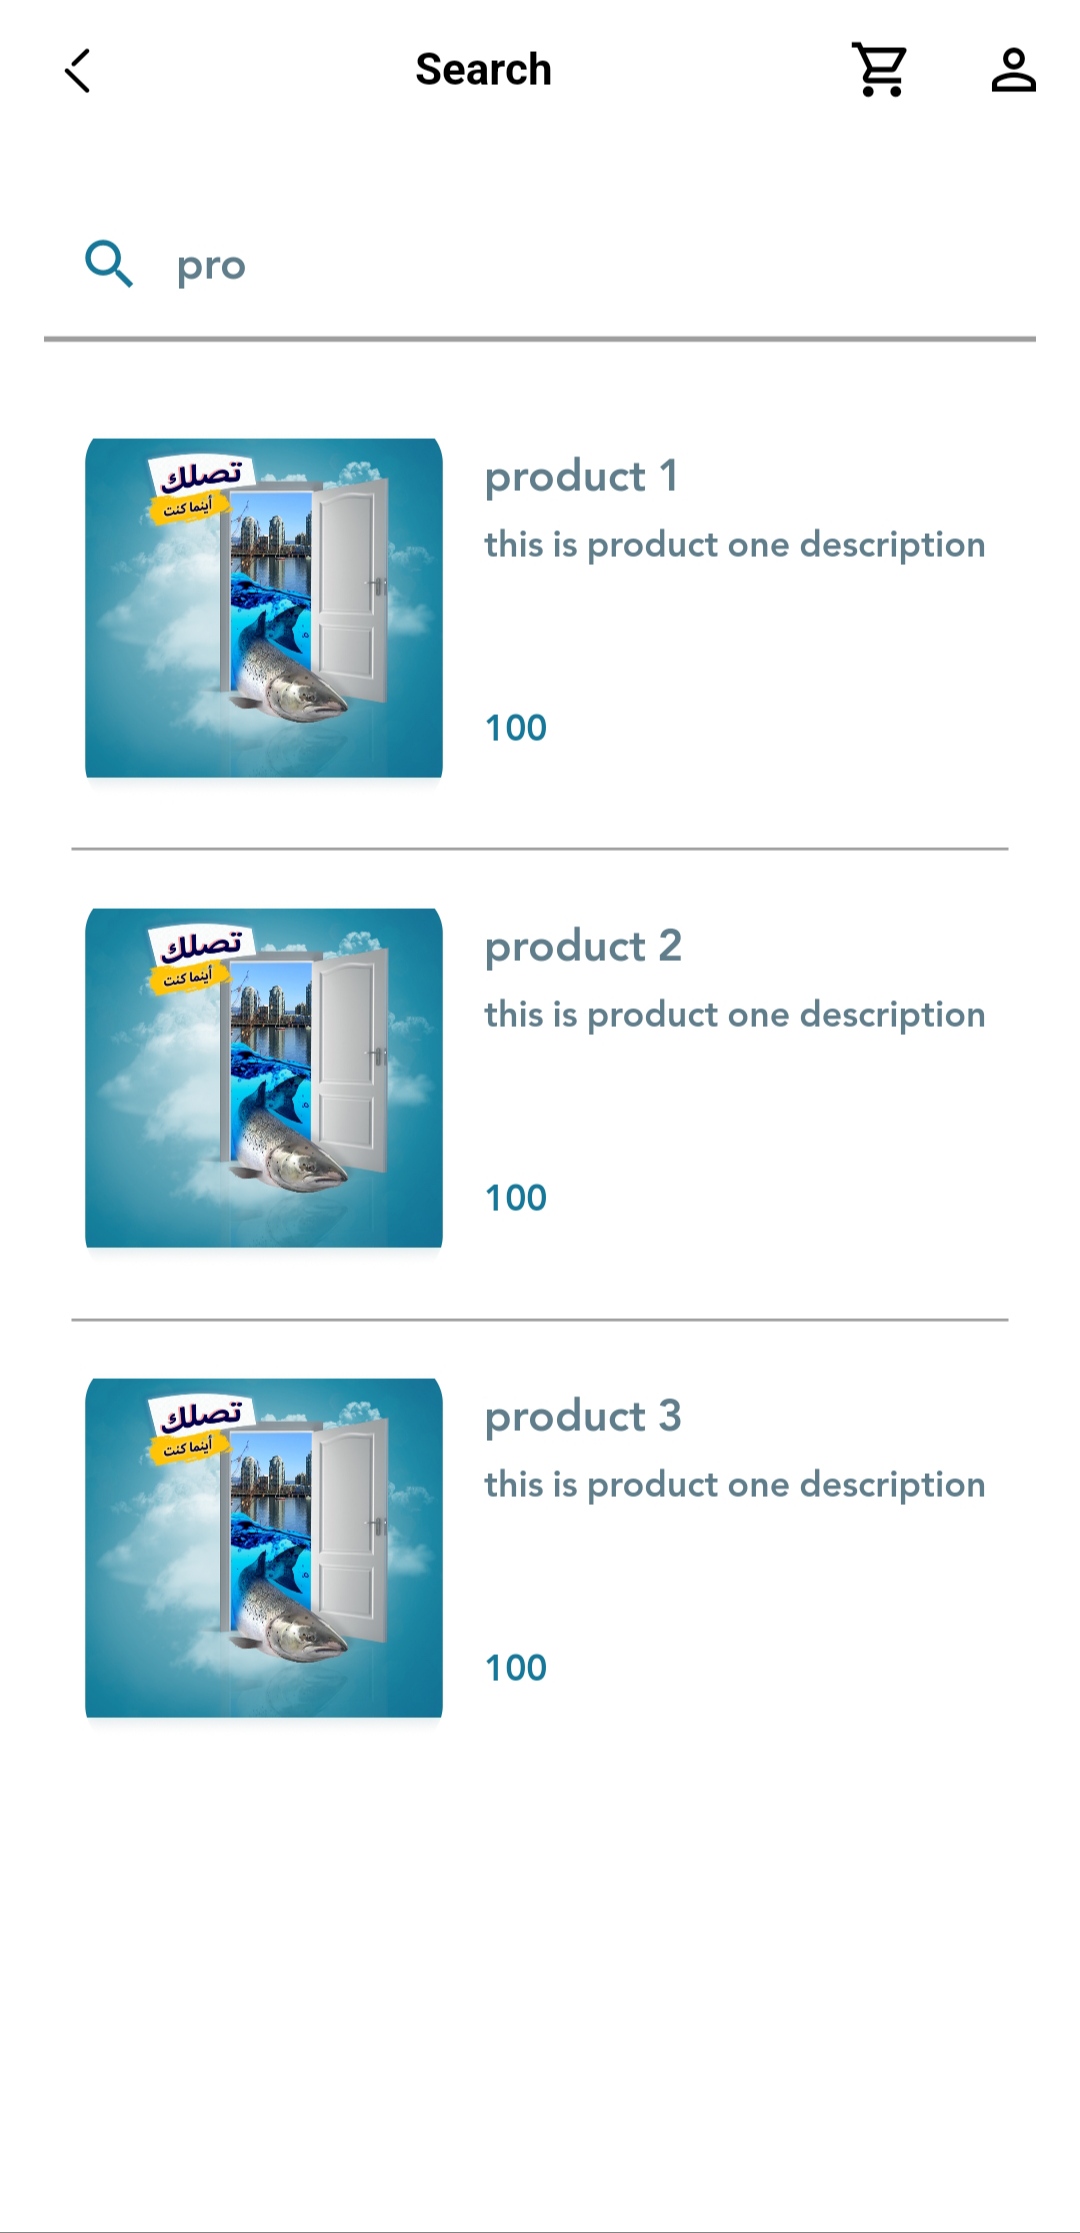 Search
pro
تصلك
أينما كنت
product 1
this is product one description
100
تصلك
أينما كنت
product 2
this is product one description
100
تصلك
أينما كنت
product 3
this is product one description
100